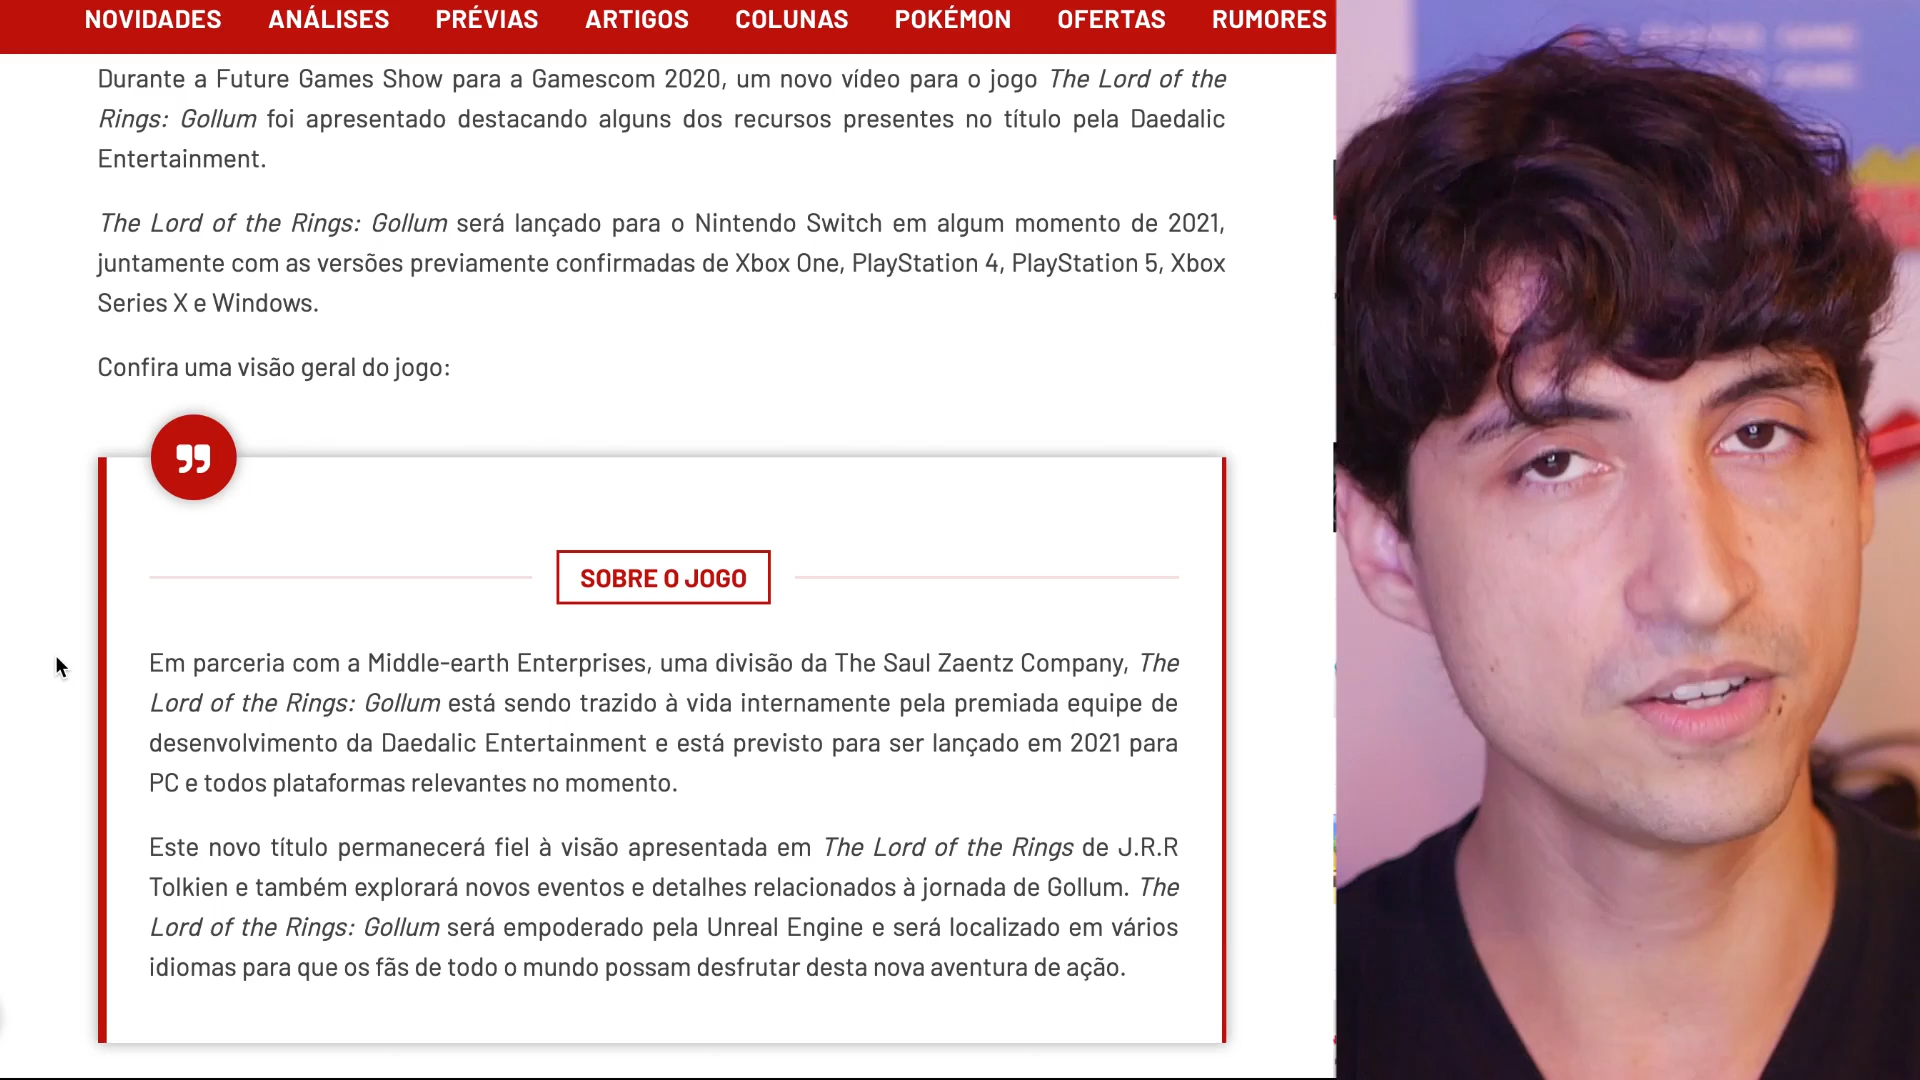 NOVIDADES ANÁLISES PRÉVIAS ARTIGOS COLUNAS POKÉMON OFERTAS RUMORES
Durante a Future Games Show para a Gamescom 2020, um novo vídeo para o jogo The Lord of the
Rings: Gollum foi apresentado destacando alguns dos recursos presentes no título pela Daedalic
Entertainment.
The Lord of the Rings: Gollum será lançado para o Nintendo Switch em algum momento de 2021,
juntamente com as versões previamente confirmadas de Xbox One, PlayStation 4, PlayStation 5, Xbox
Series X e Windows.
Confira uma visão geral do jogo:
SOBRE O JOGO
Em parceria com a Middle-earth Enterprises, uma divisão da The Saul Zaentz Company, The
Lord of the Rings: Gollum está sendo trazido à vida internamente pela premiada equipe de
desenvolvimento da Daedalic Entertainment e está previsto para ser lançado em 2021 para
PC e todos plataformas relevantes no momento.
Este novo título permanecerá fiel à visão apresentada em The Lord of the Rings de J.R.R
Tolkien e também explorará novos eventos e detalhes relacionados à jornada de Gollum. The
Lord of the Rings: Gollum será empoderado pela Unreal Engine e será localizado em vários
idiomas para que os fãs de todo o mundo possam desfrutar desta nova aventura de ação.